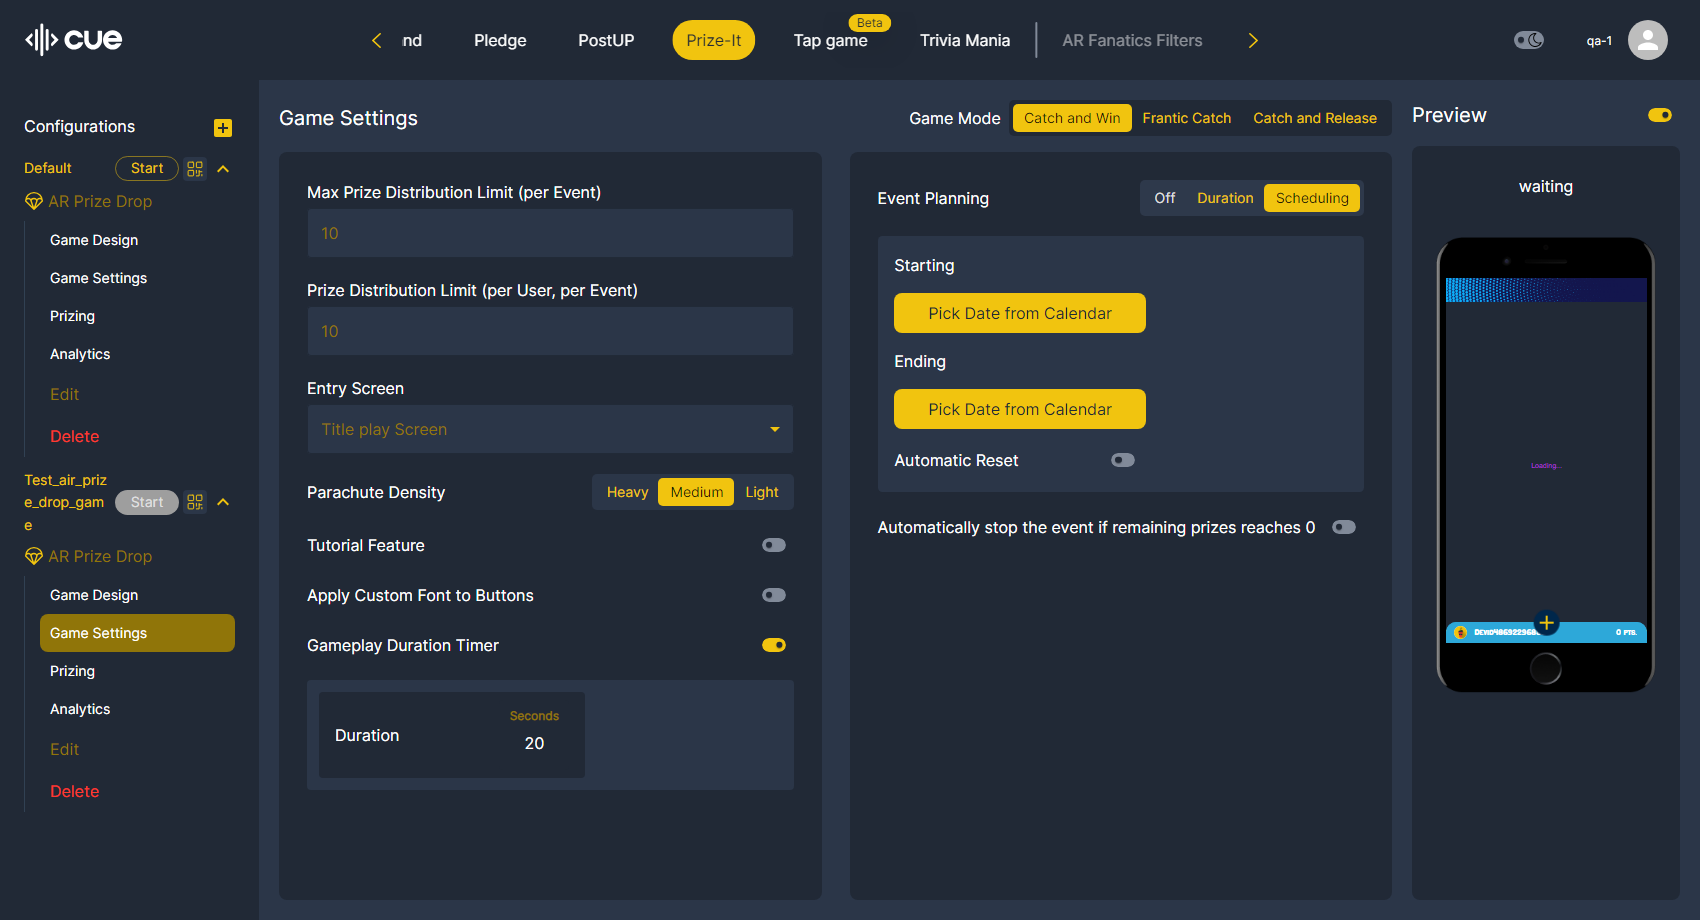 cue
nd
Pledge
PostUP
Prize-It
Beta
Tap game
Trivia Mania
AR Fanatics Filters
qa-1
Configurations
Default
Start
AR Prize Drop
Game Design
Game Settings
Prizing
Analytics
Edit
Delete
Test_air_priz
e_drop_gam
e
Start
AR Prize Drop
Game Design
Game Settings
Prizing
Analytics
Edit
Delete
Game Settings
Game Mode
Catch and Win
Frantic Catch
Catch and Release
Max Prize Distribution Limit (per Event)
10
Prize Distribution Limit (per User, per Event)
10
Entry Screen
Title play Screen
Parachute Density
Heavy
Medium
Light
Tutorial Feature
Apply Custom Font to Buttons
Gameplay Duration Timer
Duration
Seconds
20
Event Planning
Off
Duration
Scheduling
Starting
Pick Date from Calendar
Ending
Pick Date from Calendar
Automatic Reset
Automatically stop the event if remaining prizes reaches 0
Preview
waiting
Loading...
0 PTS.